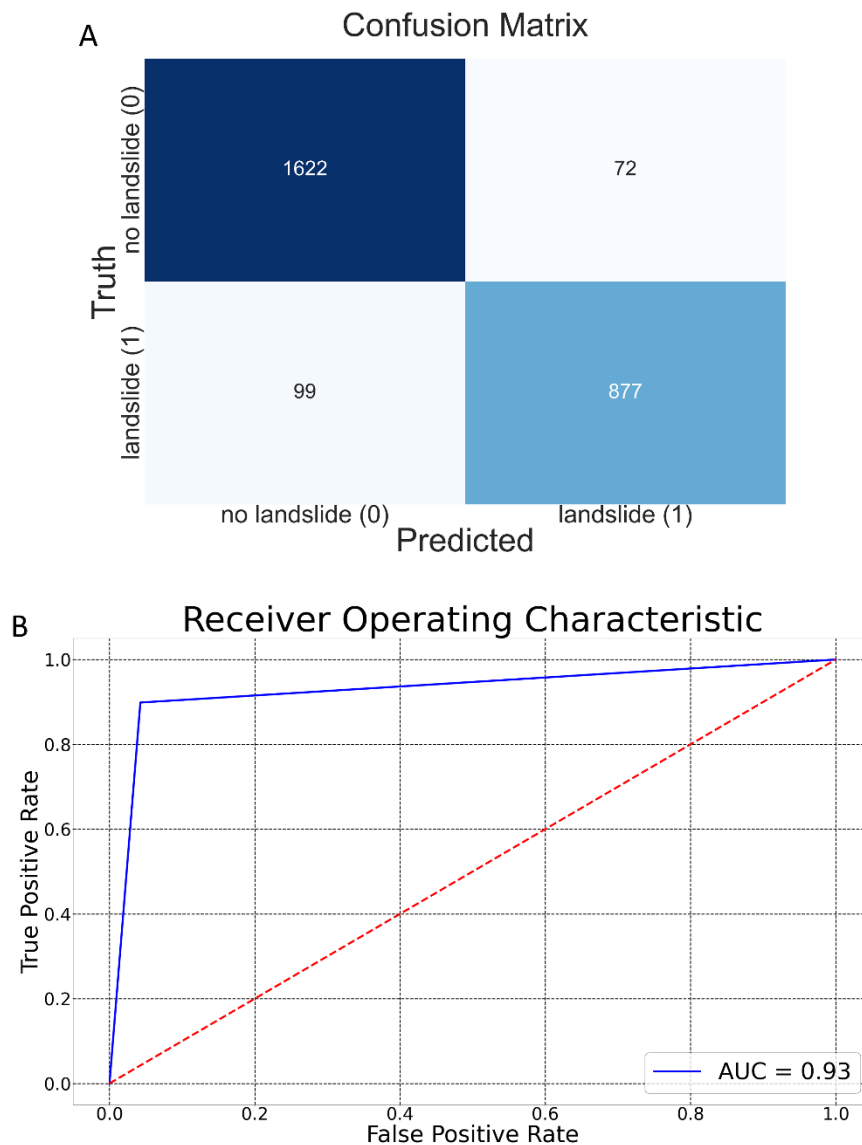 A
Confusion Matrix
Truth
no landslide (0)
1622
72
landslide (1)
99
877
no landslide (0)
landslide (1)
Predicted
B
Receiver Operating Characteristic
True Positive Rate
1.0
0.8
0.6
0.4
0.2
0.0
AUC = 0.93
0.0
0.2
0.4
0.6
0.8
1.0
False Positive Rate